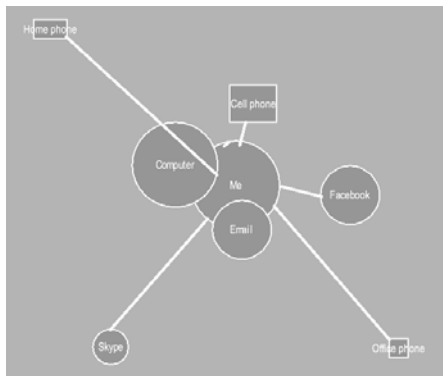 Home phone
Cell phone
Computer
Me
Facebook
Email
Skype
Office phone